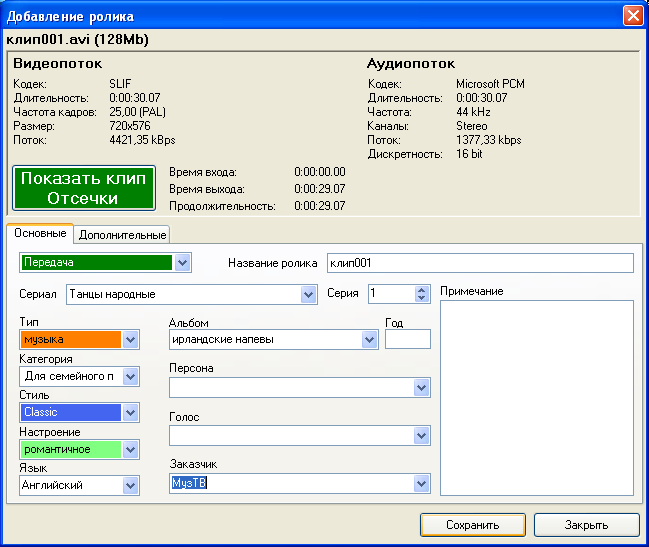 Добавление ролика
клип001.avi (128Mb)
Видеопоток
Кодек: SLIF
Длительность: 0:00:30.07
Частота кадров: 25,00 (PAL)
Размер: 720x576
Поток: 4421,35 kBps
Аудиопоток
Кодек: Microsoft PCM
Длительность: 0:00:30.07
Частота: 44 kHz
Каналы: Stereo
Поток: 1377,33 kbps
Дискретность: 16 bit
Показать клип
Отсечки
Время входа: 0:00:00.00
Время выхода: 0:00:29.07
Продолжительность: 0:00:29.07
Основные Дополнительные
Передача Название ролика клип001
Сериал Танцы народные Серия 1 Примечание
Тип Альбом Год
музыка ирландские напевы
Категория Персона
Для семейного п
Стиль
Classic Голос
Настроение
романтичное
Язык Заказчик
Английский МузТВ
Сохранить Закрыть